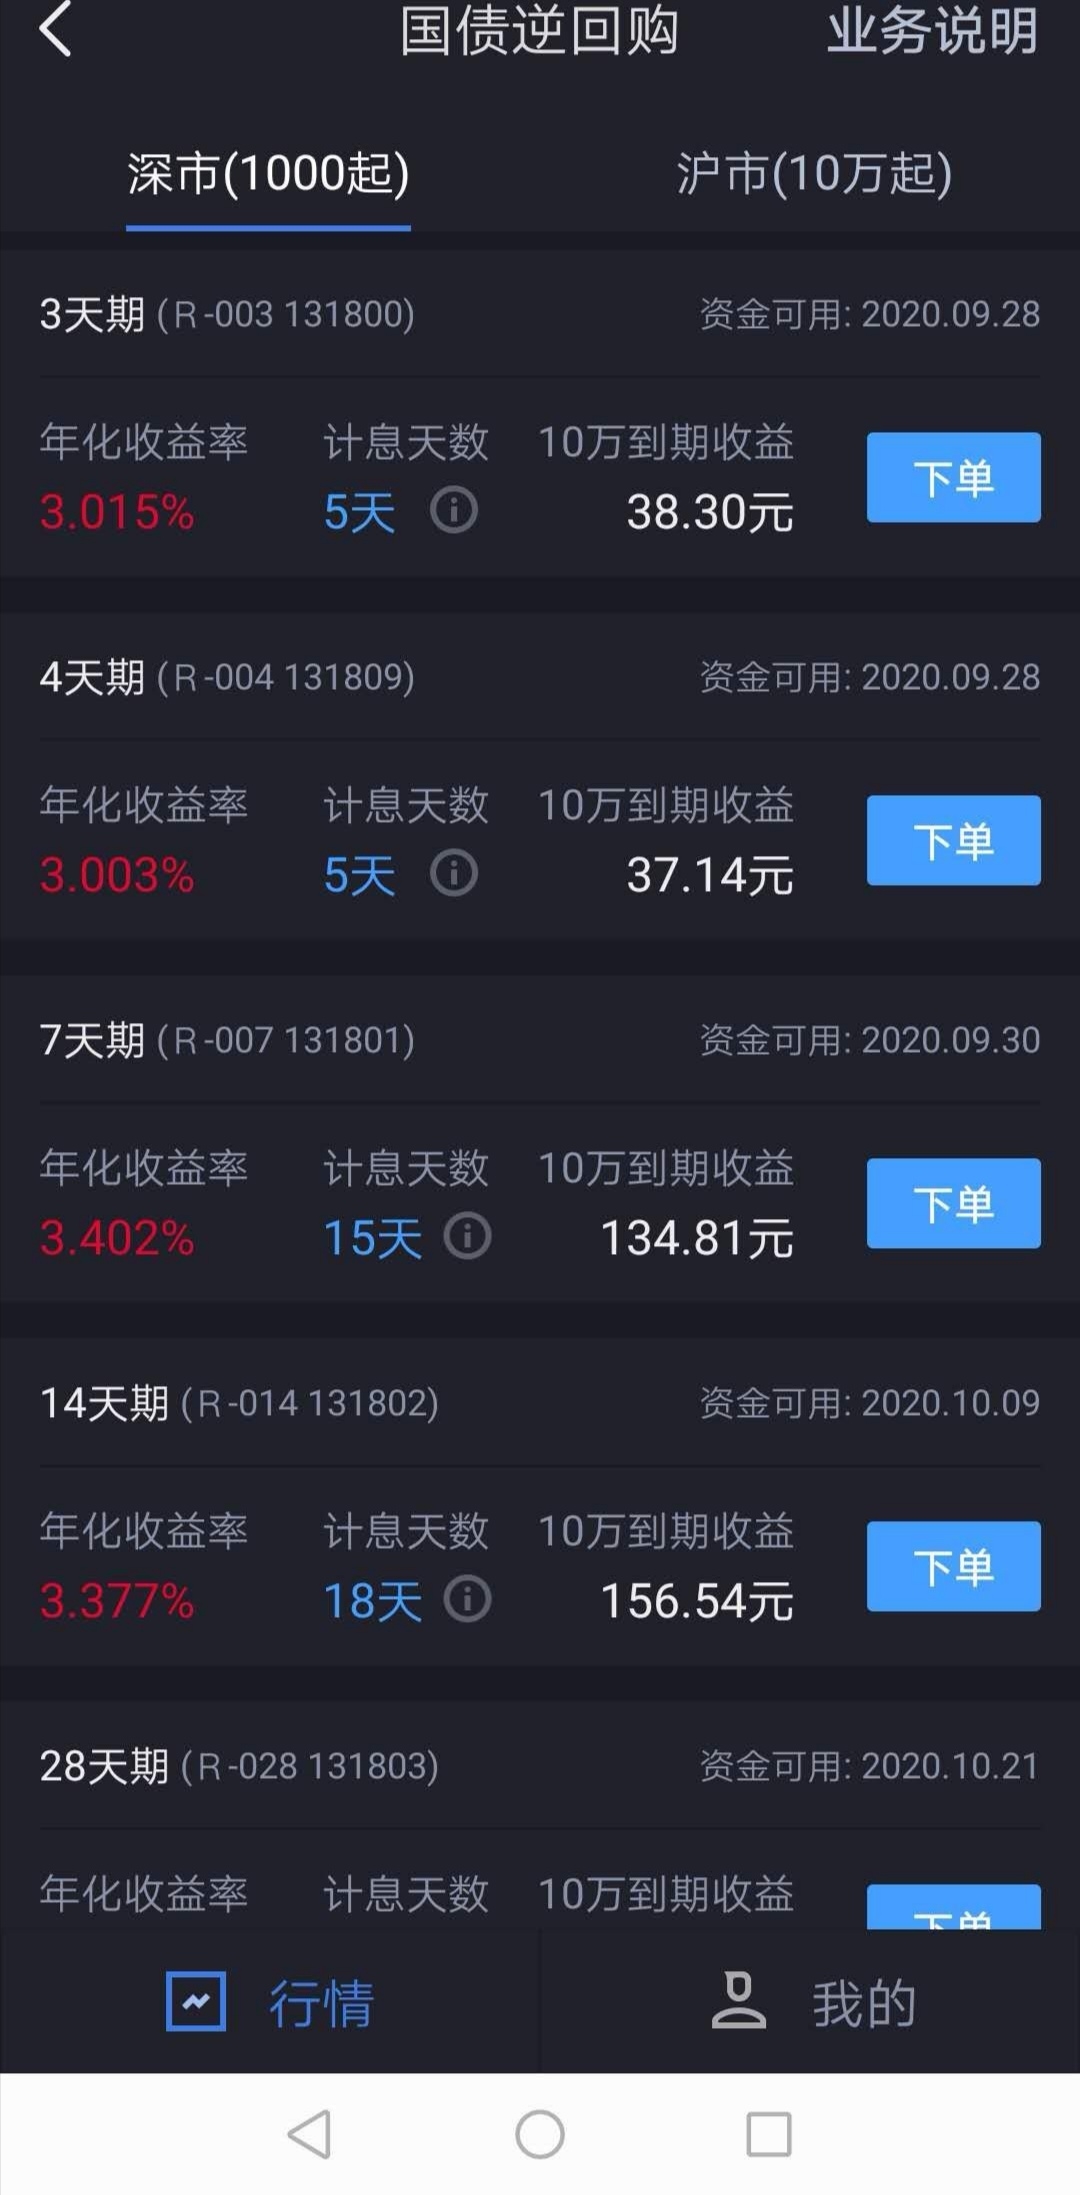 国债逆回购 业务说明
深市(1000起) 沪市(10万起)
3天期 (R-003 131800) 资金可用: 2020.09.28
年化收益率 计息天数 10万到期收益
3.015% 5天 38.30元 下单
4天期 (R-004 131809) 资金可用: 2020.09.28
年化收益率 计息天数 10万到期收益
3.003% 5天 37.14元 下单
7天期 (R-007 131801) 资金可用: 2020.09.30
年化收益率 计息天数 10万到期收益
3.402% 15天 134.81元 下单
14天期 (R-014 131802) 资金可用: 2020.10.09
年化收益率 计息天数 10万到期收益
3.377% 18天 156.54元 下单
28天期 (R-028 131803) 资金可用: 2020.10.21
年化收益率 计息天数 10万到期收益
下单
行情 我的